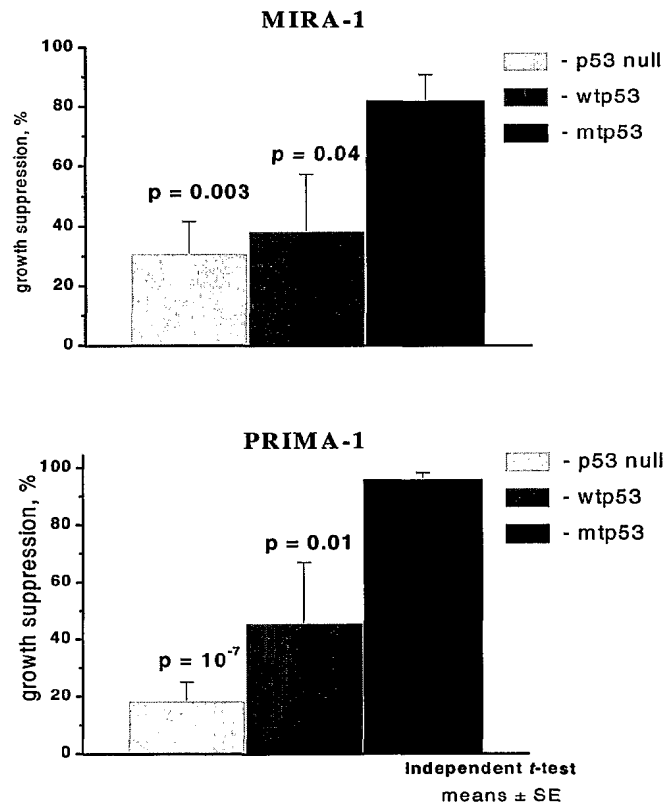 MIRA-1
growth suppression, %
80
60
40
20
0
p = 0.003
p = 0.04
- p53 null
- wtp53
- mtp53
PRIMA-1
growth suppression, %
100
80
60
40
20
0
p = 10⁻⁷
p = 0.01
- p53 null
- wtp53
- mtp53
Independent t-test
means ± SE